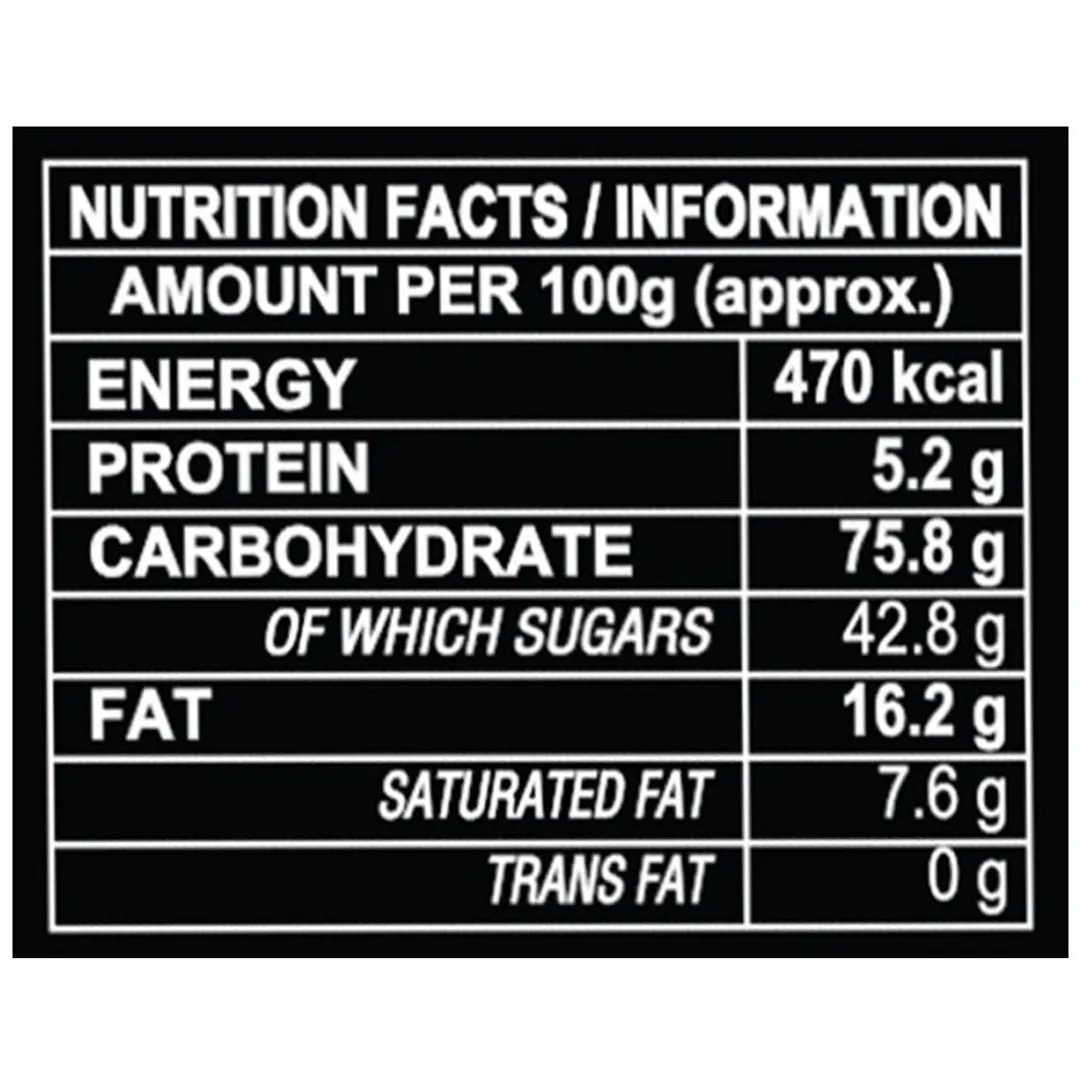 NUTRITION FACTS / INFORMATION
AMOUNT PER 100g (approx.)
ENERGY 470 kcal
PROTEIN 5.2 g
CARBOHYDRATE 75.8 g
OF WHICH SUGARS 42.8 g
FAT 16.2 g
SATURATED FAT 7.6 g
TRANS FAT 0 g